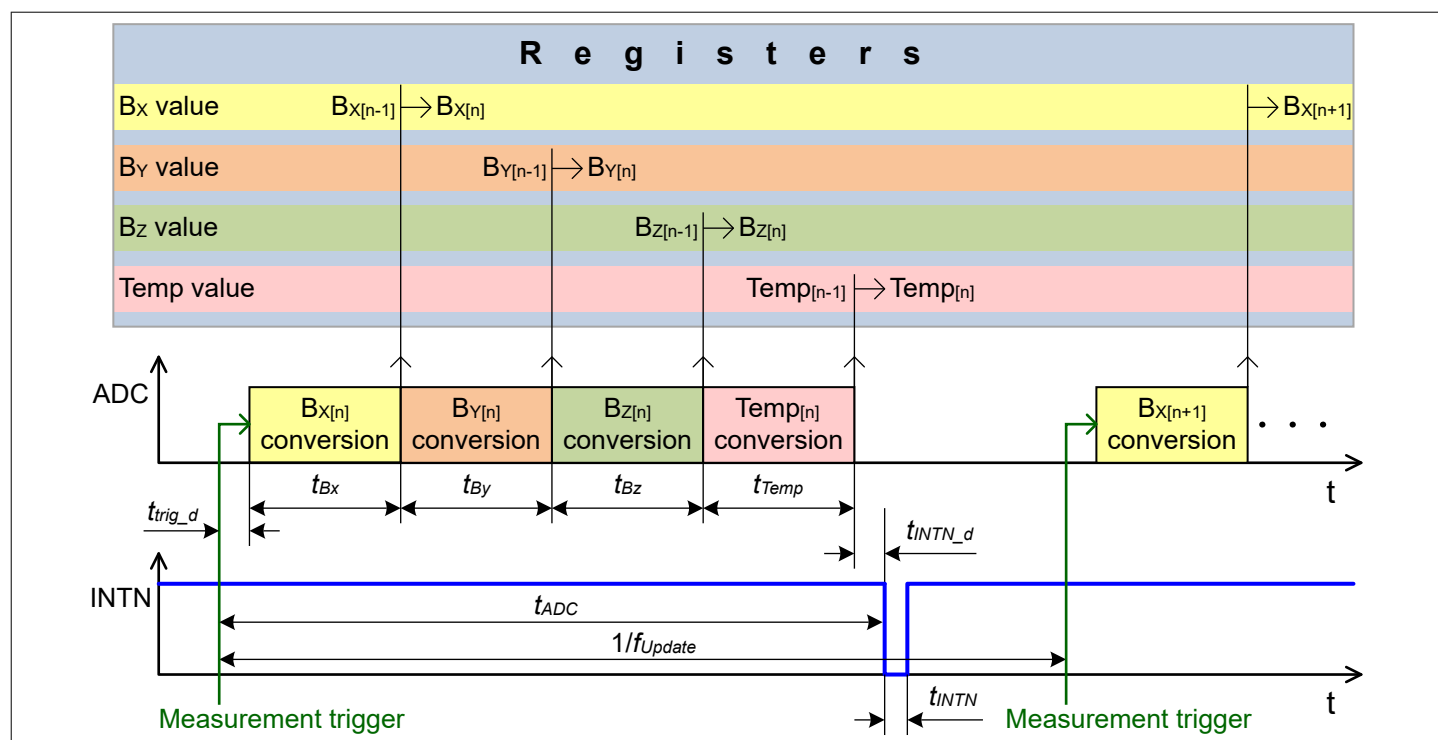 R e g i s t e r s
BX value BX[n-1] BX[n] BX[n+1]
BY value BY[n-1] BY[n]
BZ value BZ[n-1] BZ[n]
Temp value Temp[n-1] Temp[n]
ADC
BX[n] conversion
BY[n] conversion
BZ[n] conversion
Temp[n] conversion
BX[n+1] conversion
. . .
t
tBx tBy tBz tTemp
ttrig_d
tINTN_d
INTN
tADC
1/fUpdate
t
tINTN
Measurement trigger Measurement trigger